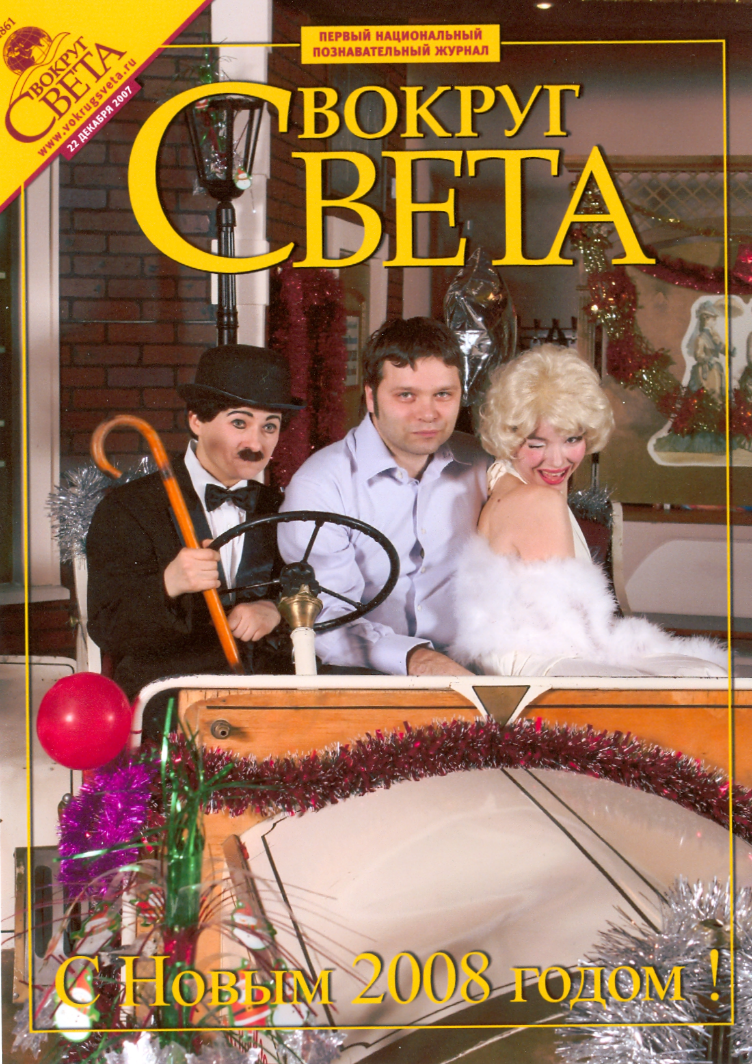 1861
ВОКРУГ
СВЕТА
www.vokrugsveta.ru
22 ДЕКАБРЯ 2007
ПЕРВЫЙ НАЦИОНАЛЬНЫЙ
ПОЗНАВАТЕЛЬНЫЙ ЖУРНАЛ
ВОКРУГ
СВЕТА
С Новым 2008 годом !